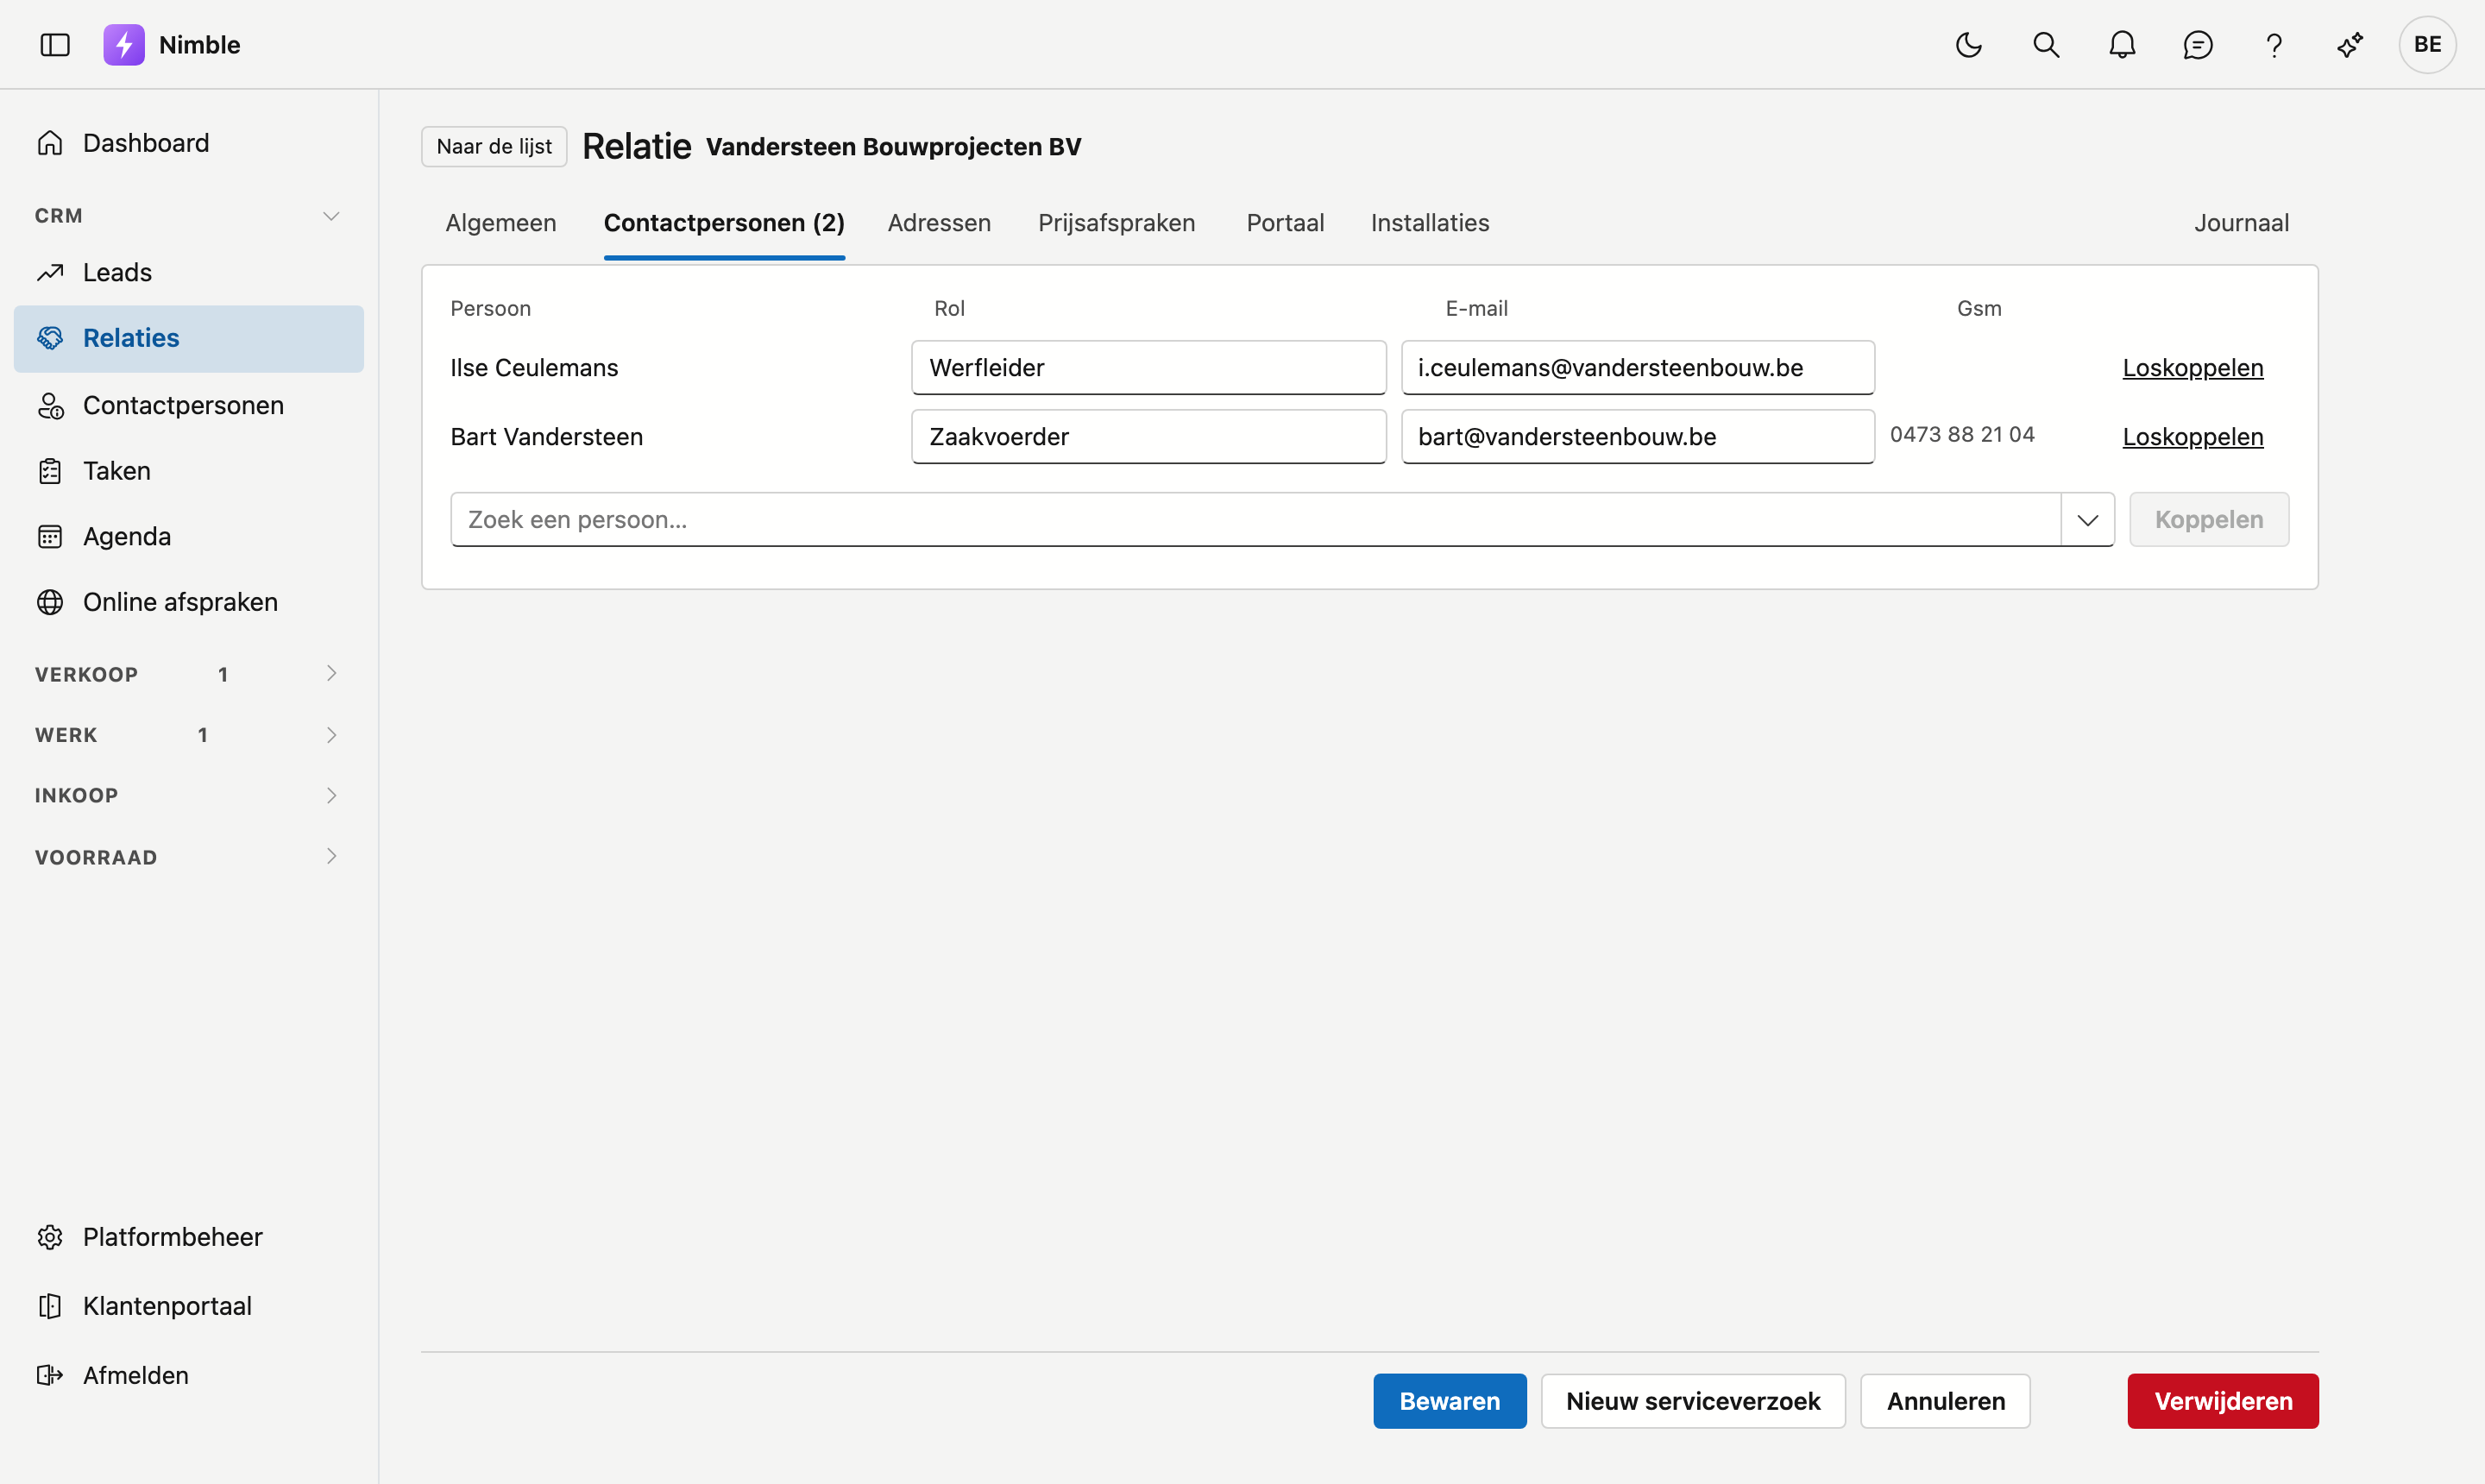 Nimble
BE
Dashboard
CRM
Leads
Relaties
Contactpersonen
Taken
Agenda
Online afspraken
VERKOOP 1
WERK 1
INKOOP
VOORRAAD
Platformbeheer
Klantenportaal
Afmelden
Naar de lijst Relatie Vandersteen Bouwprojecten BV
Algemeen Contactpersonen (2) Adressen Prijsafspraken Portaal Installaties Journaal
Persoon Rol E-mail Gsm
Ilse Ceulemans Werfleider i.ceulemans@vandersteenbouw.be Loskoppelen
Bart Vandersteen Zaakvoerder bart@vandersteenbouw.be 0473 88 21 04 Loskoppelen
Zoek een persoon... Koppelen
Bewaren Nieuw serviceverzoek Annuleren Verwijderen